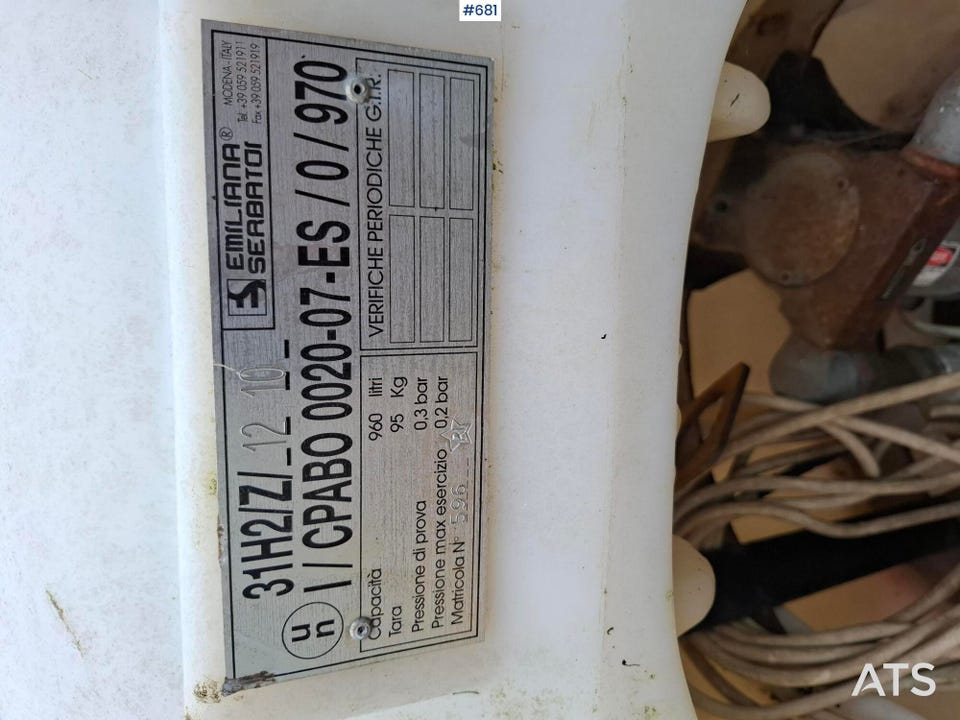 #681
EMILIANA®
SERBATOI
MODENA - ITALY
Tel. +39 059 521911
Fax +39 059 521919
un 31H2/Z/ 12 10
I / CPABO 0020-07-ES / 0 / 970
Capacità 960 litri
Tara 95 Kg
Pressione di prova 0,3 bar
Pressione max esercizio 0,2 bar
Matricola N° 596
VERIFICHE PERIODICHE G.I.R.
ATS